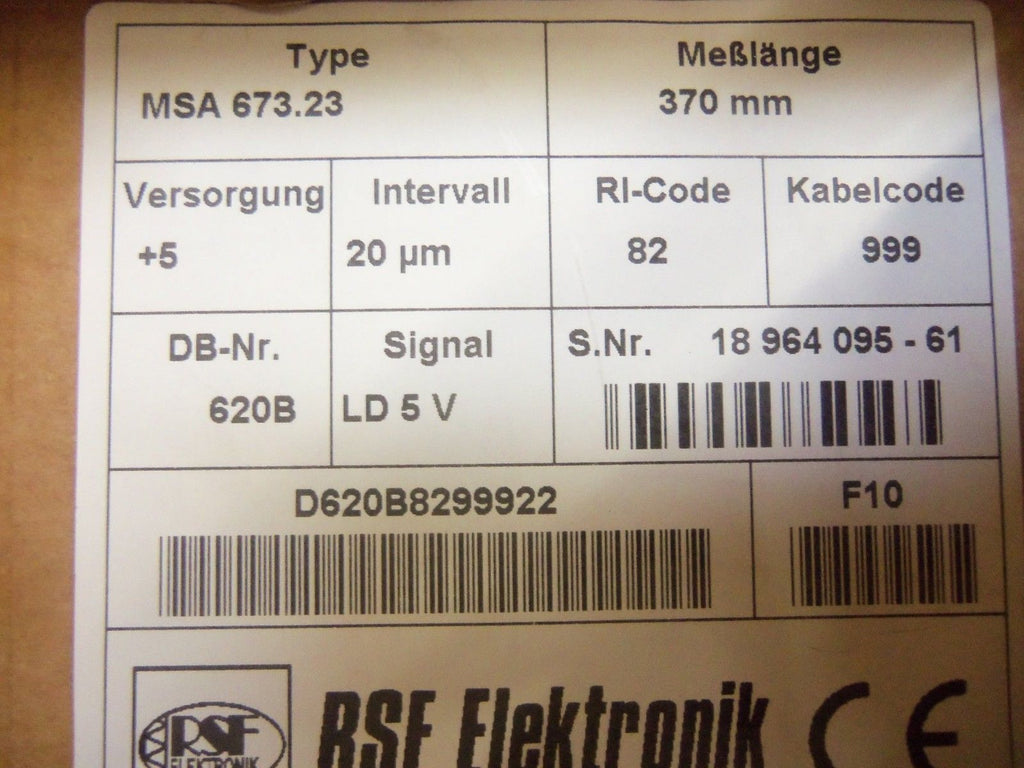 Type
MSA 673.23
Meßlänge
370 mm
Versorgung
+5
Intervall
20 µm
RI-Code
82
Kabelcode
999
DB-Nr.
620B
Signal
LD 5 V
S.Nr. 18 964 095 - 61
D620B8299922
F10
RSF
ELEKTRONIK
RSF Elektronik
CE